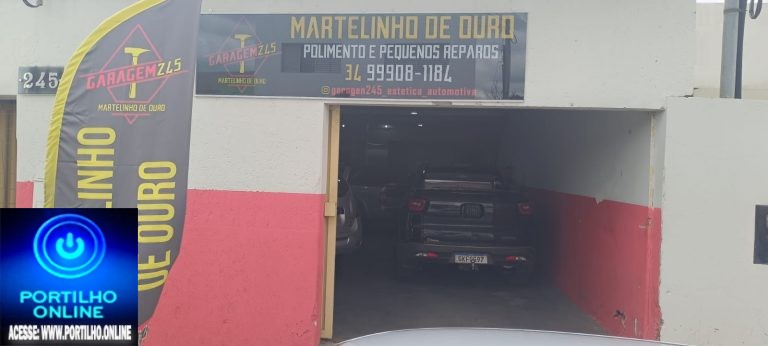 MARTELINHO DE OURO
POLIMENTO E PEQUENOS REPAROS
34 99908-1184
garagem245_estetica_automotiva
GARAGEM245
MARTELINHO DE OURO
245
GARAGEM245
MARTELINHO DE OURO
MARTELINHO
DE OURO
PORTILHO
ONLINE
ACESSE: WWW.PORTILHO.ONLINE